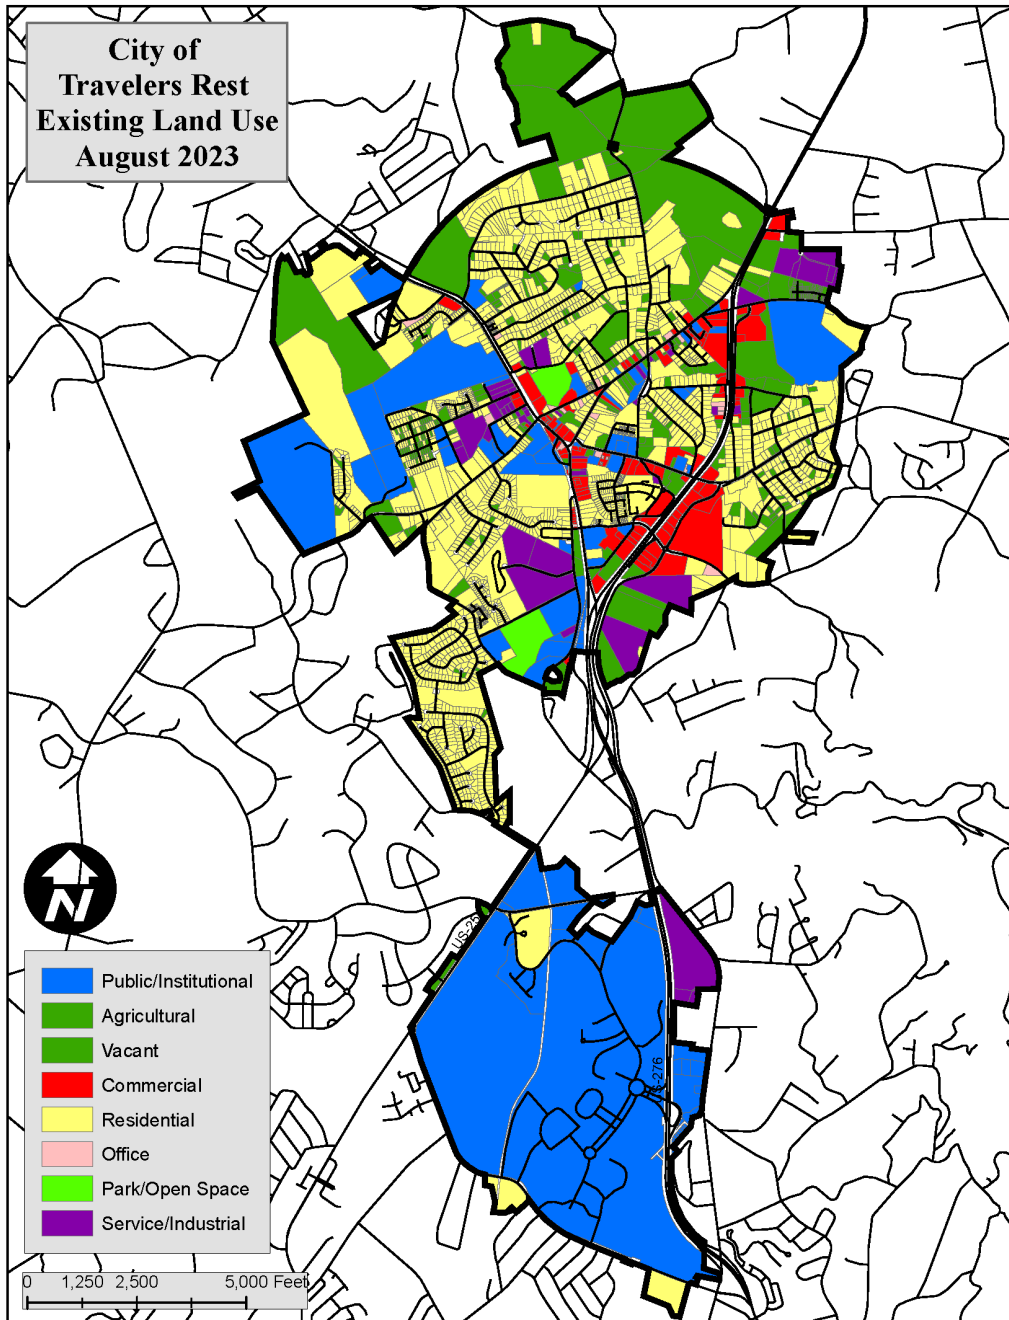 City of
Travelers Rest
Existing Land Use
August 2023
N
US-25
US-276
Public/Institutional
Agricultural
Vacant
Commercial
Residential
Office
Park/Open Space
Service/Industrial
0 1,250 2,500 5,000 Feet